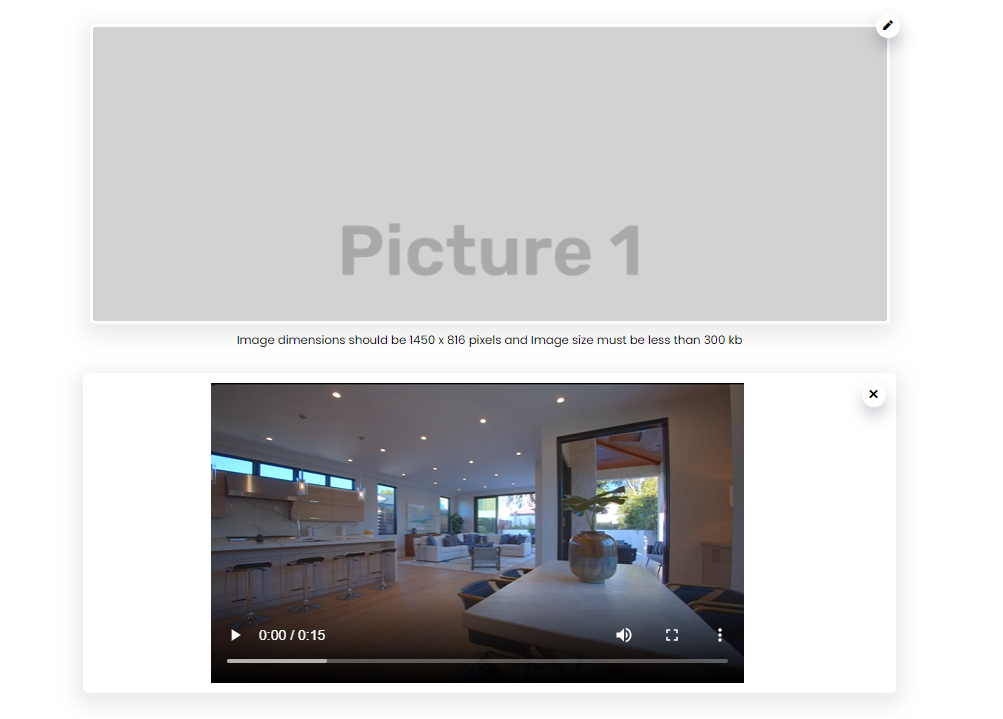 Picture 1
Image dimensions should be 1450 x 816 pixels and Image size must be less than 300 kb
0:00 / 0:15